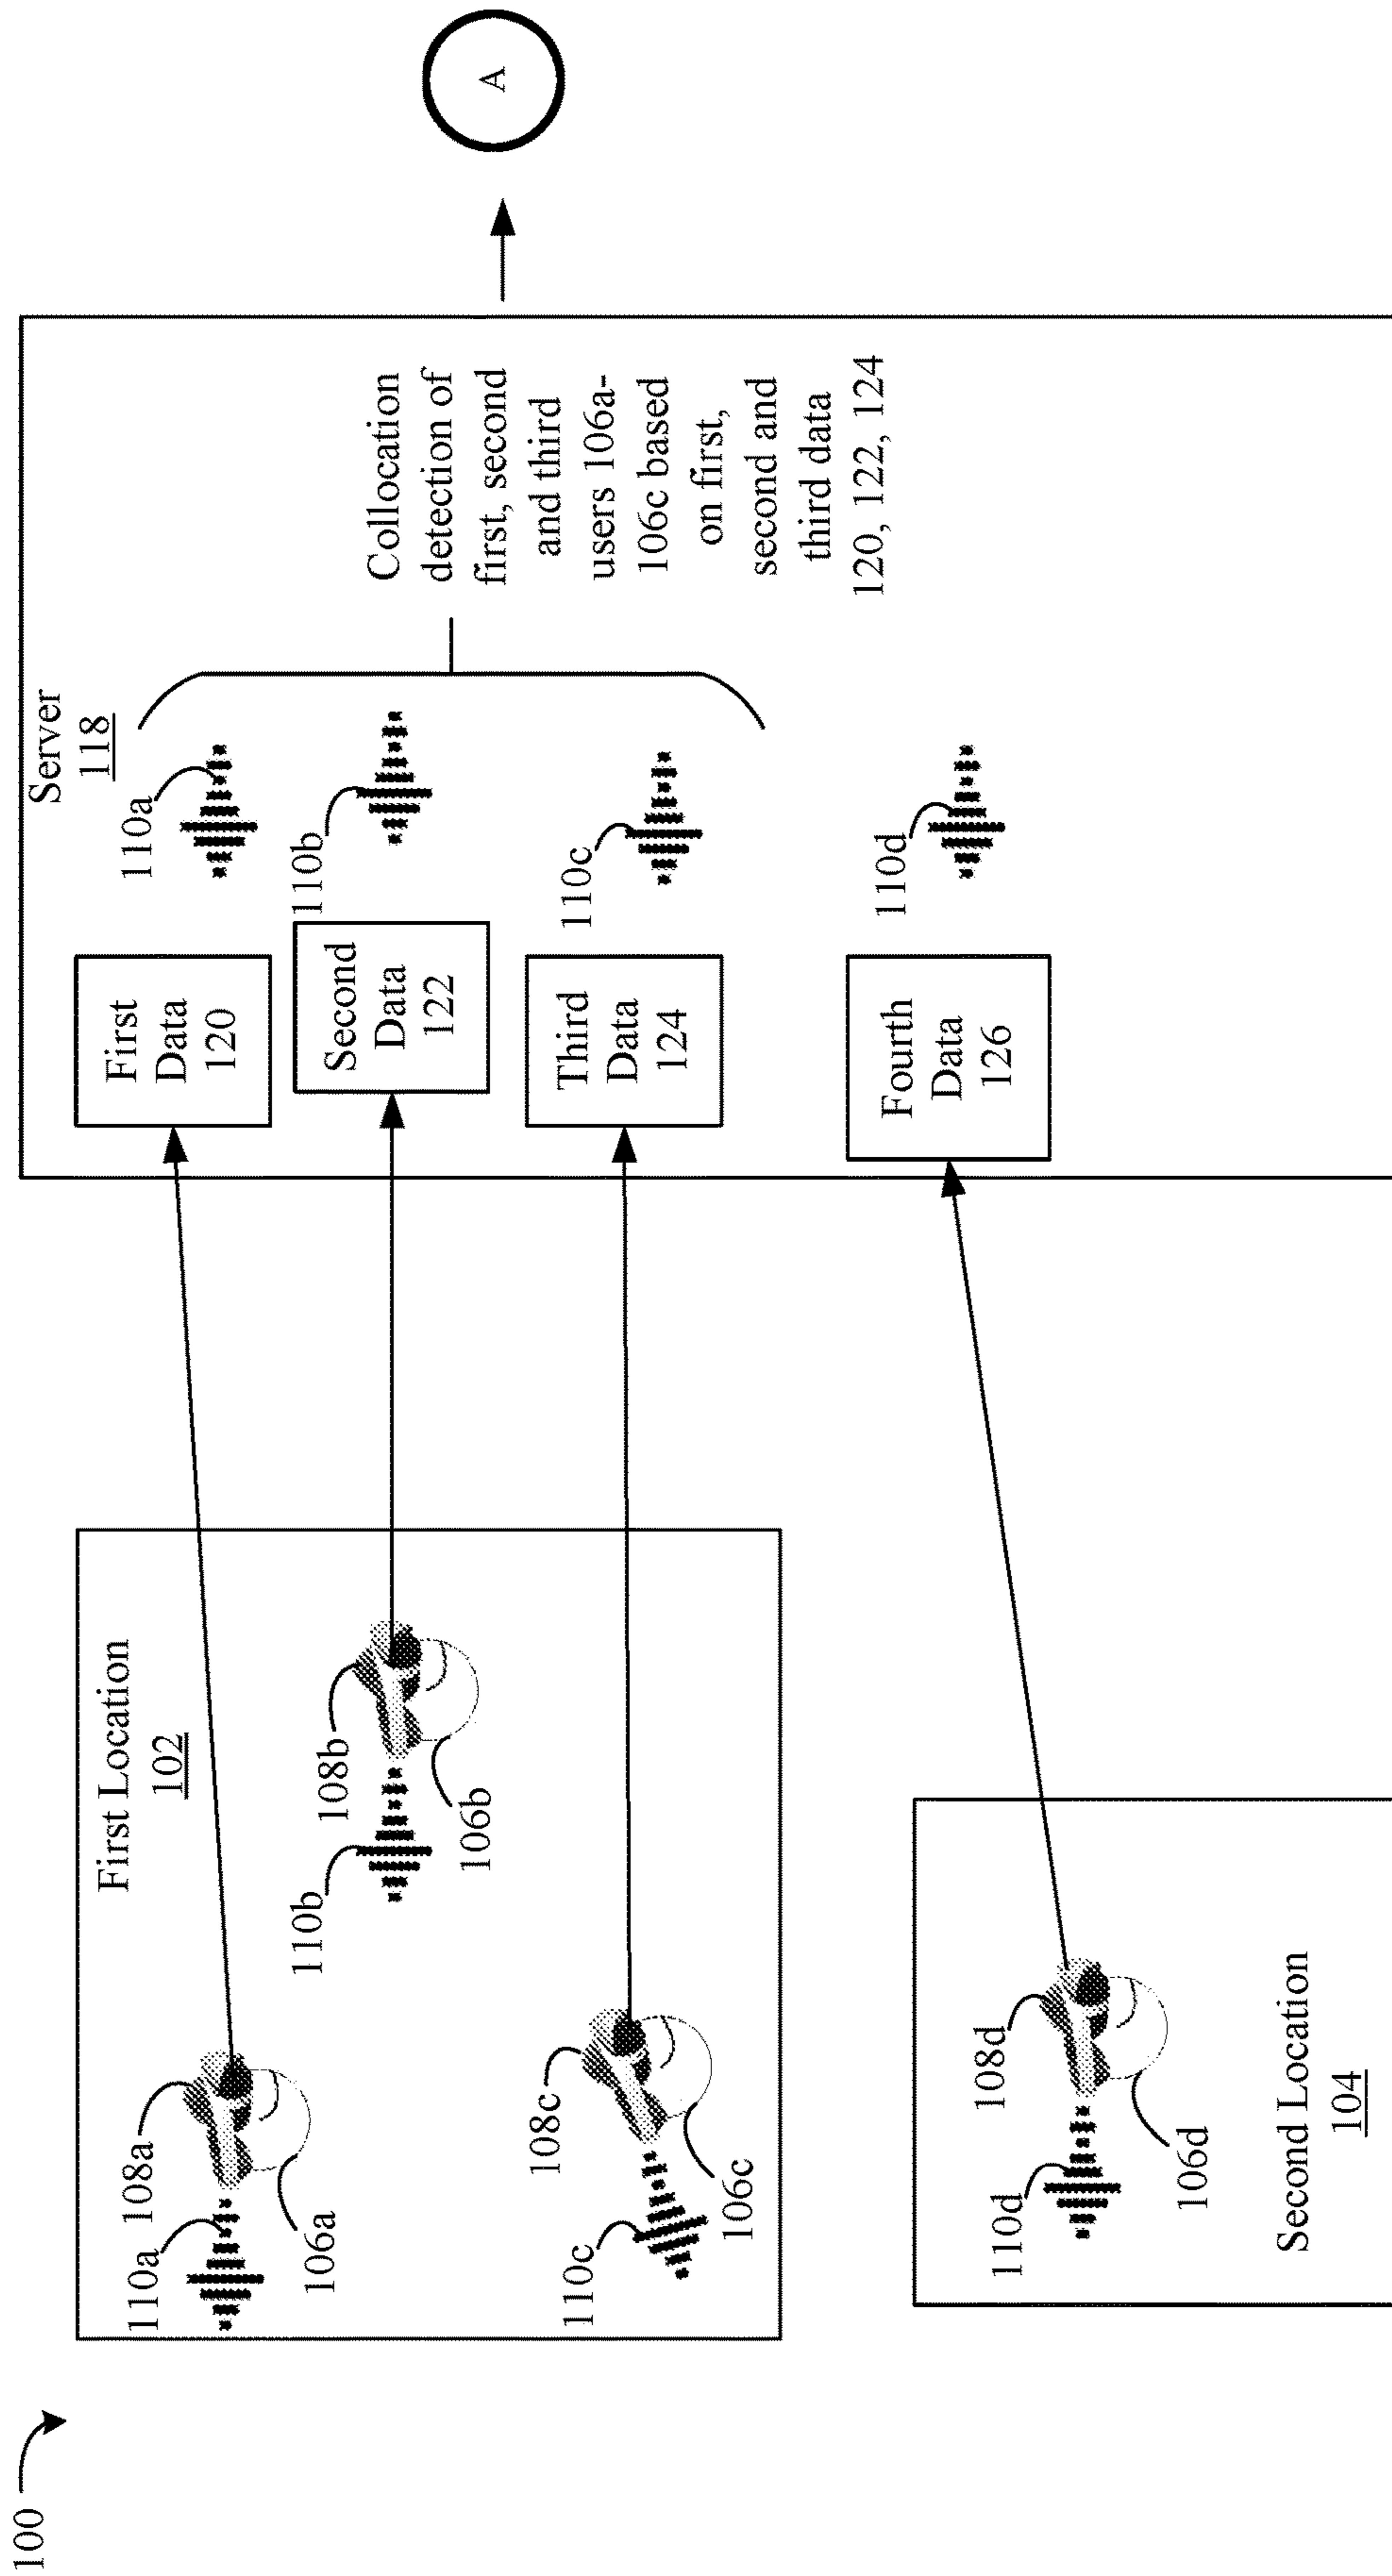 100
First Location
102
110a
108a
106a
110b
108b
106b
110c
108c
106c
110d
108d
106d
Second Location
104
Server
118
First
Data
120
110a
Second
Data
122
110b
Third
Data
124
110c
Fourth
Data
126
110d
Collocation
detection of
first, second
and third
users 106a-
106c based
on first,
second and
third data
120, 122, 124
A